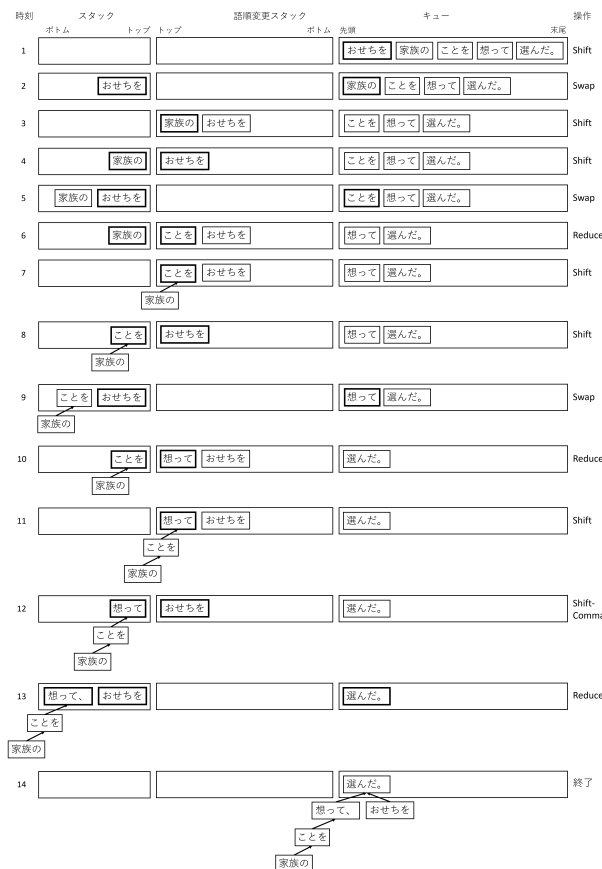 時刻 スタック 語順変更スタック キュー 操作
ボトム トップ トップ ボトム 先頭 末尾
1 おせちを 家族の ことを 想って 選んだ。 Shift
2 おせちを 家族の ことを 想って 選んだ。 Swap
3 家族の おせちを ことを 想って 選んだ。 Shift
4 家族の おせちを ことを 想って 選んだ。 Shift
5 家族の おせちを ことを 想って 選んだ。 Swap
6 家族の ことを おせちを 想って 選んだ。 Reduce
7 ことを おせちを 想って 選んだ。 Shift
家族の
8 ことを おせちを 想って 選んだ。 Shift
家族の
9 ことを おせちを 想って 選んだ。 Swap
家族の
10 ことを 想って おせちを 選んだ。 Reduce
家族の
11 想って おせちを 選んだ。 Shift
ことを
家族の
12 想って おせちを 選んだ。 Shift-
Comma
ことを
家族の
13 想って、 おせちを 選んだ。 Reduce
ことを
家族の
14 選んだ。 終了
想って、 おせちを
ことを
家族の